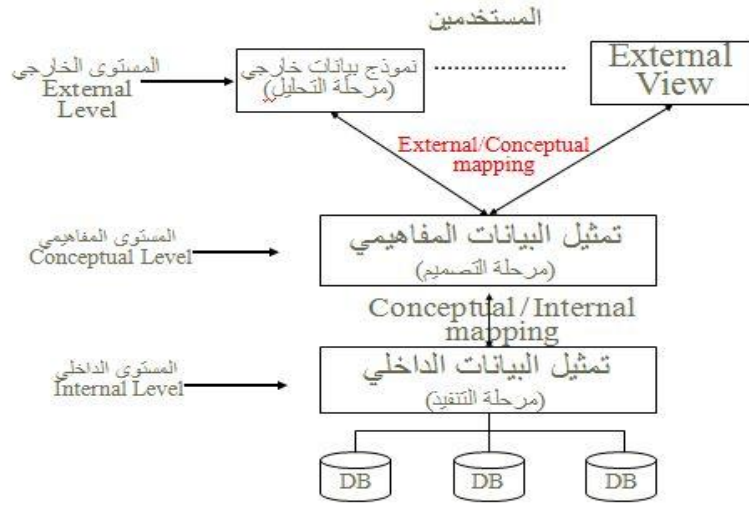 المستخدمين
المستوى الخارجي
External
Level
نموذج بيانات خارجي
(مرحلة التحليل)
External
View
External/Conceptual
mapping
المستوى المفاهيمي
Conceptual Level
تمثيل البيانات المفاهيمي
(مرحلة التصميم)
Conceptual / Internal
mapping
المستوى الداخلي
Internal Level
تمثيل البيانات الداخلي
(مرحلة التنفيذ)
DB
DB
DB